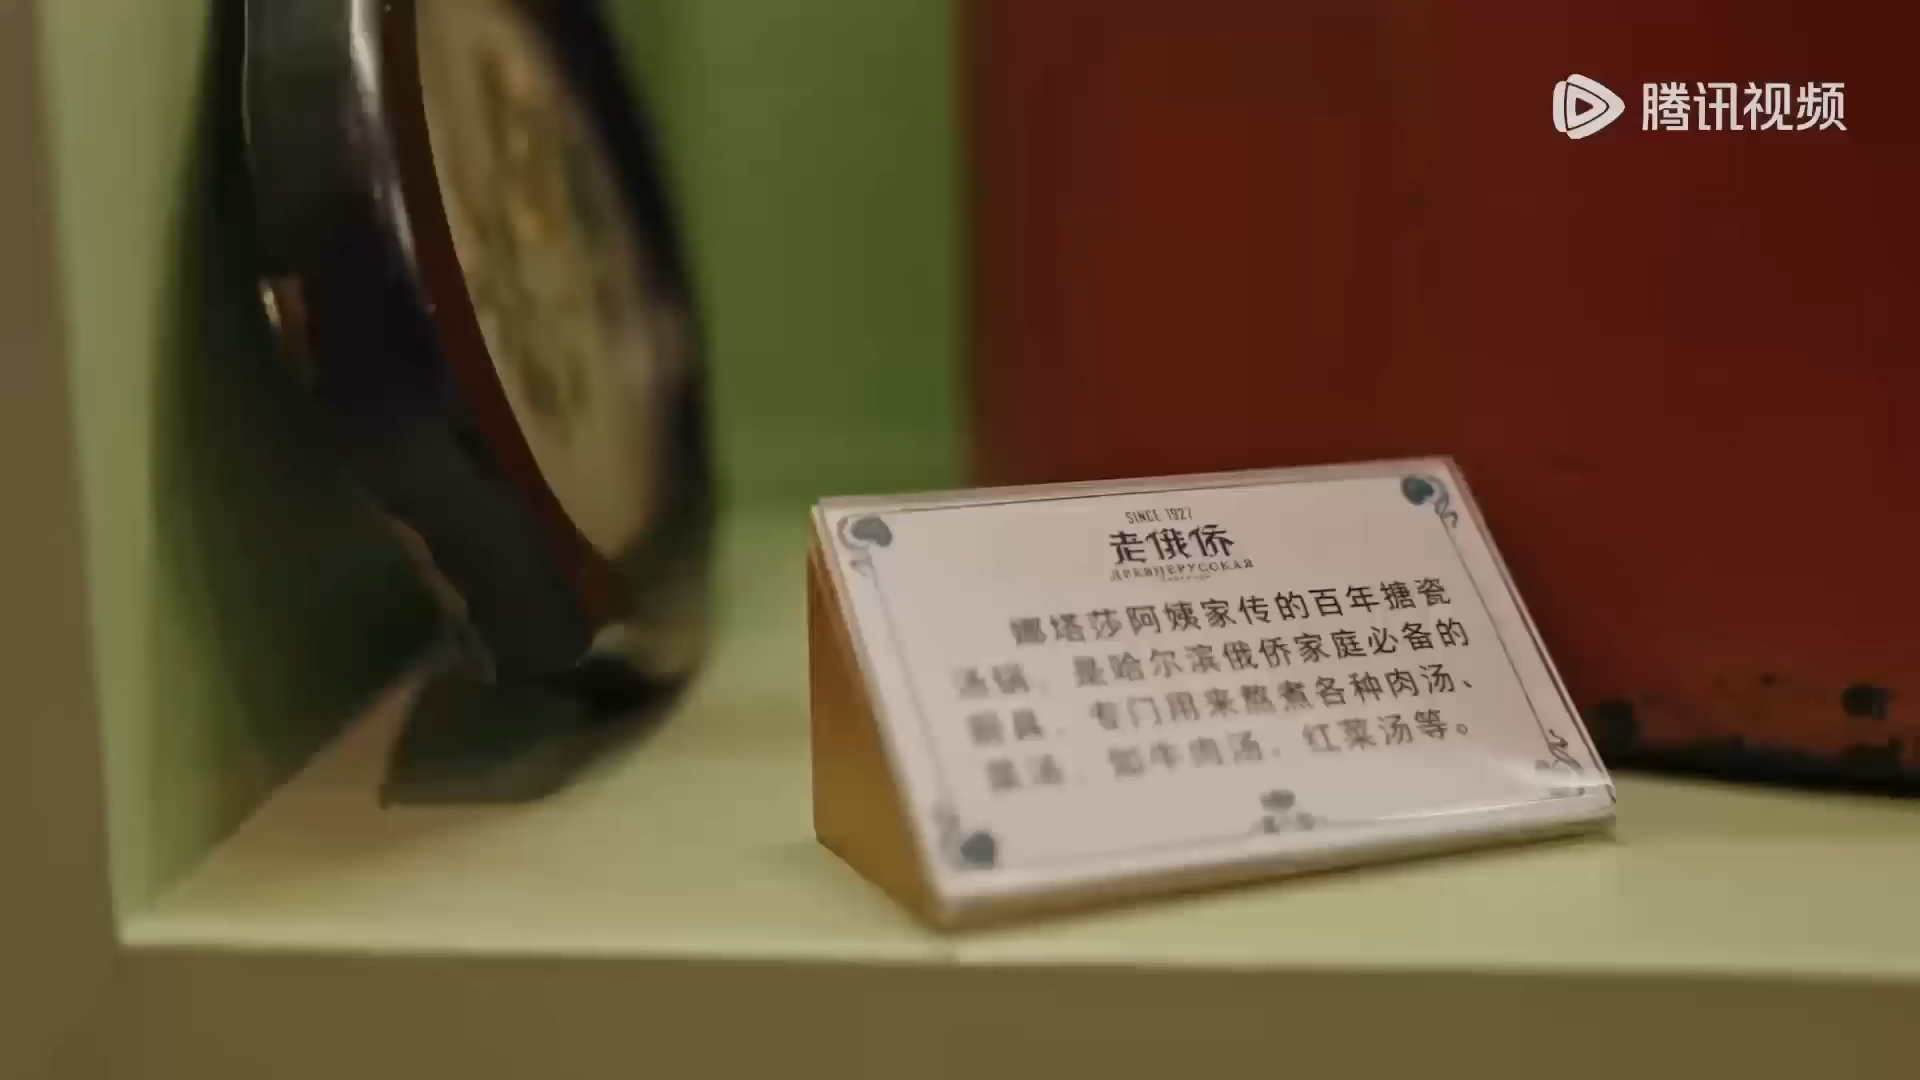 腾讯视频
SINCE 1927
老俄侨
ДРЕВНЕРУССКАЯ
娜塔莎阿姨家传的百年搪瓷
汤锅，是哈尔滨俄侨家庭必备的
厨具，专门用来熬煮各种肉汤、
菜汤，如牛肉汤、红菜汤等。